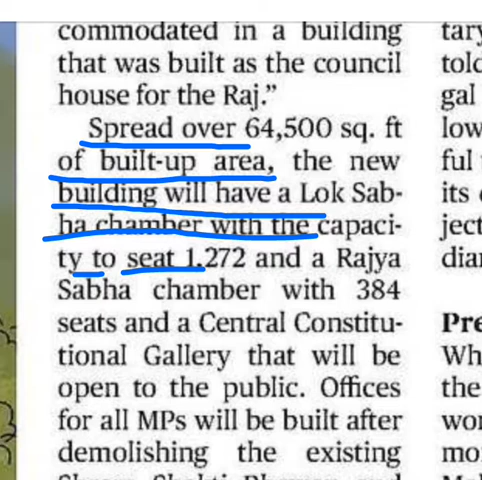 commodated in a building
that was built as the council
house for the Raj.”
Spread over 64,500 sq. ft
of built-up area, the new
building will have a Lok Sab-
ha chamber with the capaci-
ty to seat 1,272 and a Rajya
Sabha chamber with 384
seats and a Central Constitu-
tional Gallery that will be
open to the public. Offices
for all MPs will be built after
demolishing the existing
tary
told
gal
low
ful
its
ject
dian
Pre
Wh
the
wor
mo